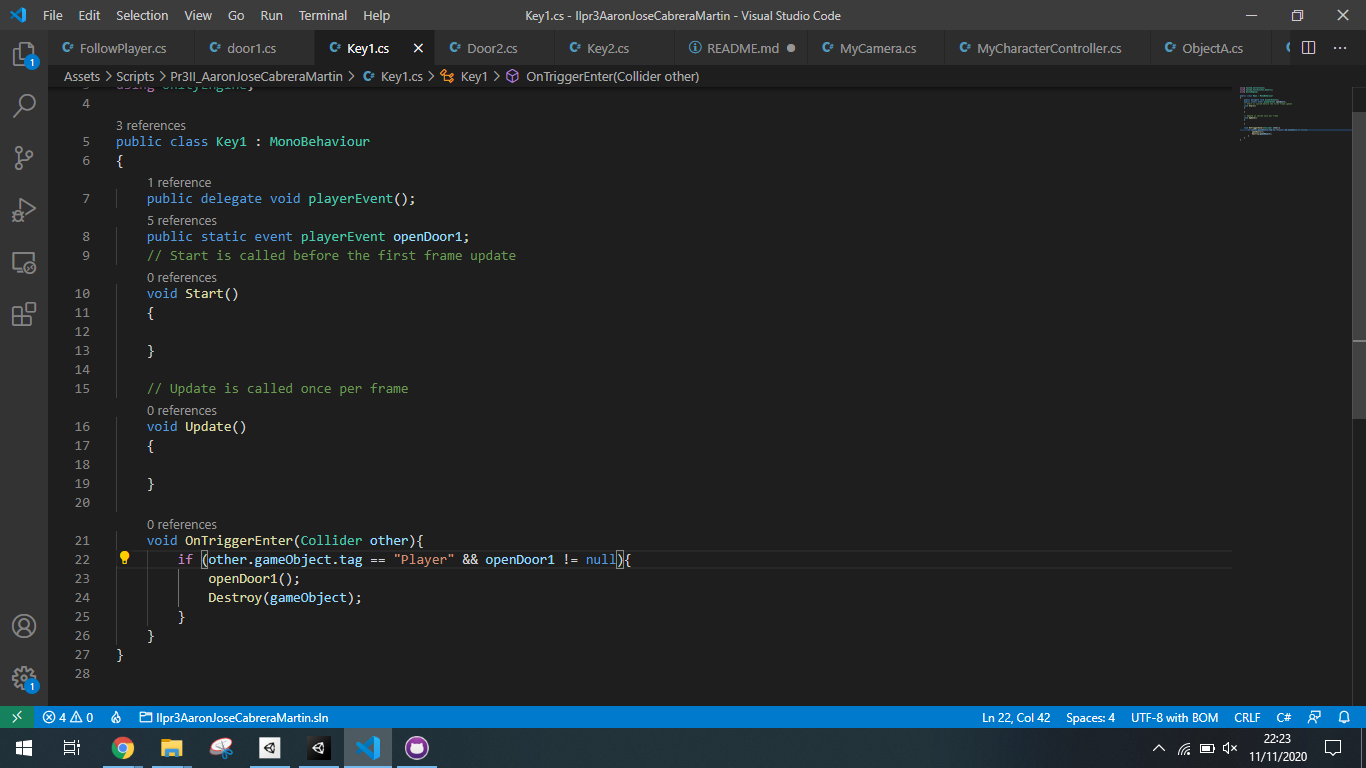 File Edit Selection View Go Run Terminal Help Key1.cs - IIpr3AaronJoseCabreraMartin - Visual Studio Code
FollowPlayer.cs door1.cs Key1.cs Door2.cs Key2.cs README.md MyCamera.cs MyCharacterController.cs ObjectA.cs
Assets > Scripts > Pr3II_AaronJoseCabreraMartin > Key1.cs > Key1 > OnTriggerEnter(Collider other)
3 using UnityEngine;
4
3 references
5 public class Key1 : MonoBehaviour
6 {
1 reference
7 public delegate void playerEvent();
5 references
8 public static event playerEvent openDoor1;
9 // Start is called before the first frame update
0 references
10 void Start()
11 {
12
13 }
14
15 // Update is called once per frame
0 references
16 void Update()
17 {
18
19 }
20
0 references
21 void OnTriggerEnter(Collider other){
22 if (other.gameObject.tag == "Player" && openDoor1 != null){
23 openDoor1();
24 Destroy(gameObject);
25 }
26 }
27 }
28
1
1
4 0 IIpr3AaronJoseCabreraMartin.sln Ln 22, Col 42 Spaces: 4 UTF-8 with BOM CRLF C#
22:23
11/11/2020